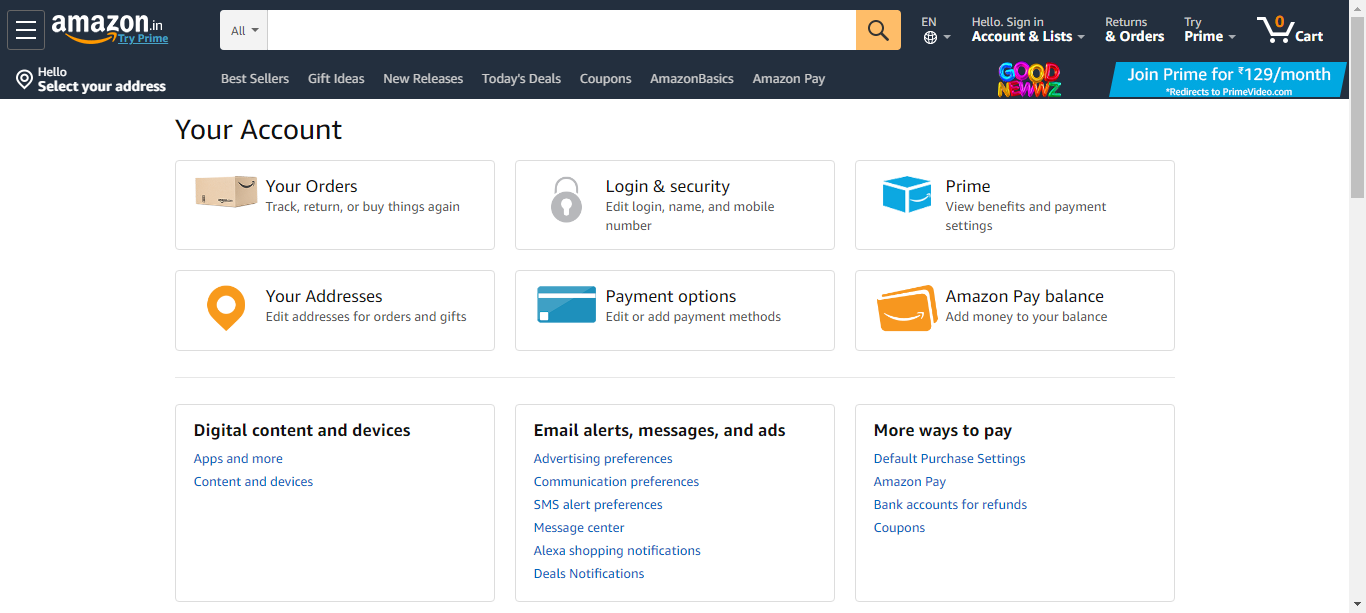 amazon.in
Try Prime
All
EN
Hello. Sign in
Account & Lists
Returns
& Orders
Try
Prime
0
Cart
Hello
Select your address
Best Sellers
Gift Ideas
New Releases
Today's Deals
Coupons
AmazonBasics
Amazon Pay
GOOD
NEWWZ
Join Prime for ₹129/month
*Redirects to PrimeVideo.com
Your Account
Your Orders
Track, return, or buy things again
Login & security
Edit login, name, and mobile
number
Prime
View benefits and payment
settings
Your Addresses
Edit addresses for orders and gifts
Payment options
Edit or add payment methods
Amazon Pay balance
Add money to your balance
Digital content and devices
Apps and more
Content and devices
Email alerts, messages, and ads
Advertising preferences
Communication preferences
SMS alert preferences
Message center
Alexa shopping notifications
Deals Notifications
More ways to pay
Default Purchase Settings
Amazon Pay
Bank accounts for refunds
Coupons